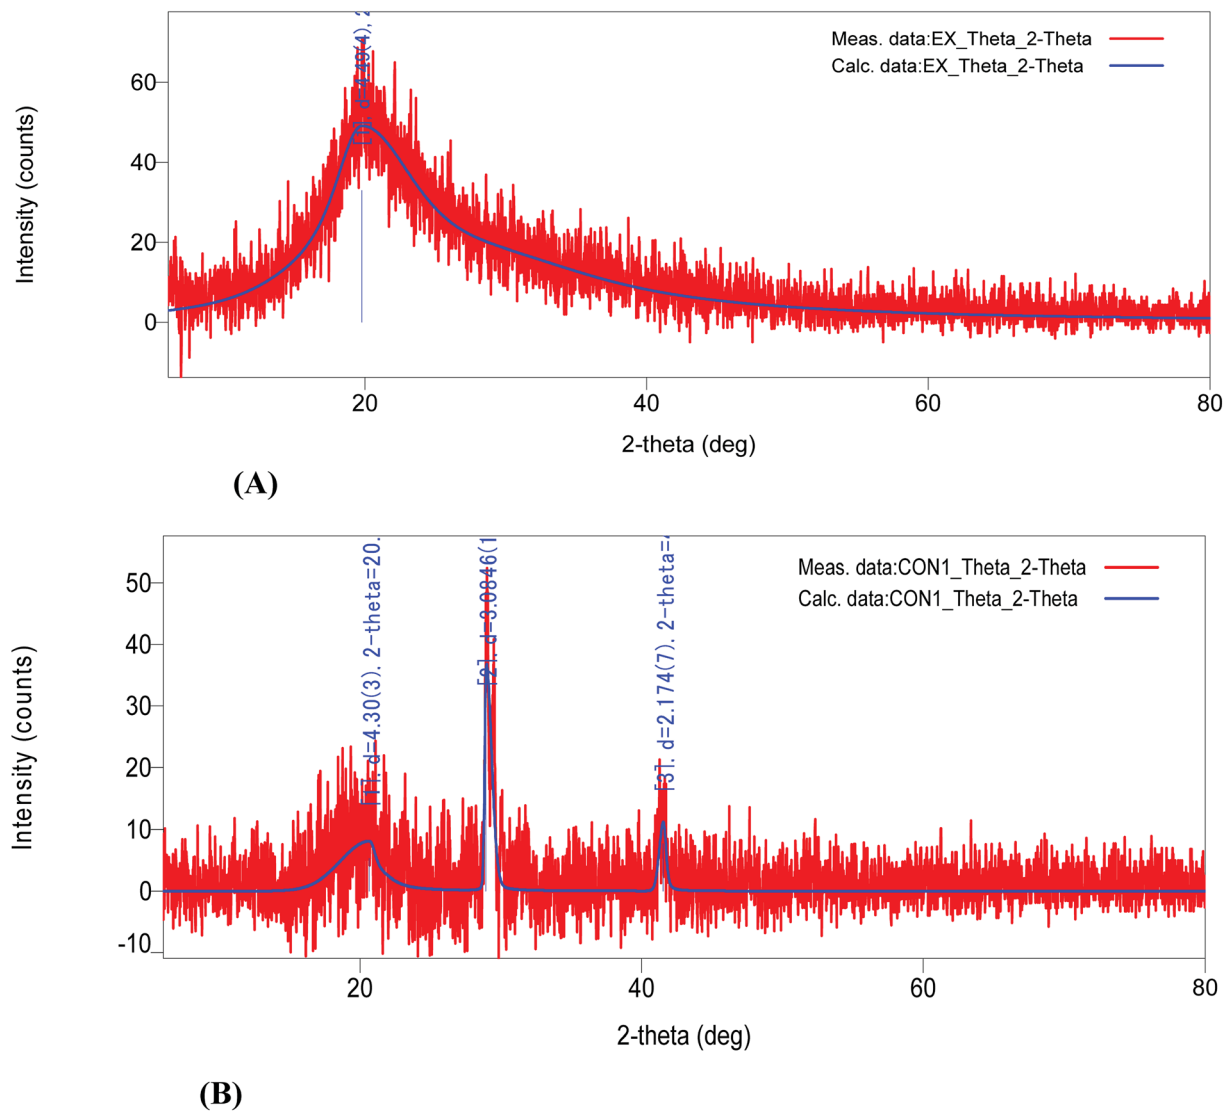 Meas. data:EX_Theta_2-Theta
Calc. data:EX_Theta_2-Theta
Intensity (counts)
60
40
20
0
20
40
60
80
2-theta (deg)
(A)
[1]. d=4.30(3). 2-theta=20.
[2]. d=3.0846(1
[3]. d=2.174(7). 2-theta=
Meas. data:CON1_Theta_2-Theta
Calc. data:CON1_Theta_2-Theta
Intensity (counts)
50
40
30
20
10
0
-10
20
40
60
80
2-theta (deg)
(B)